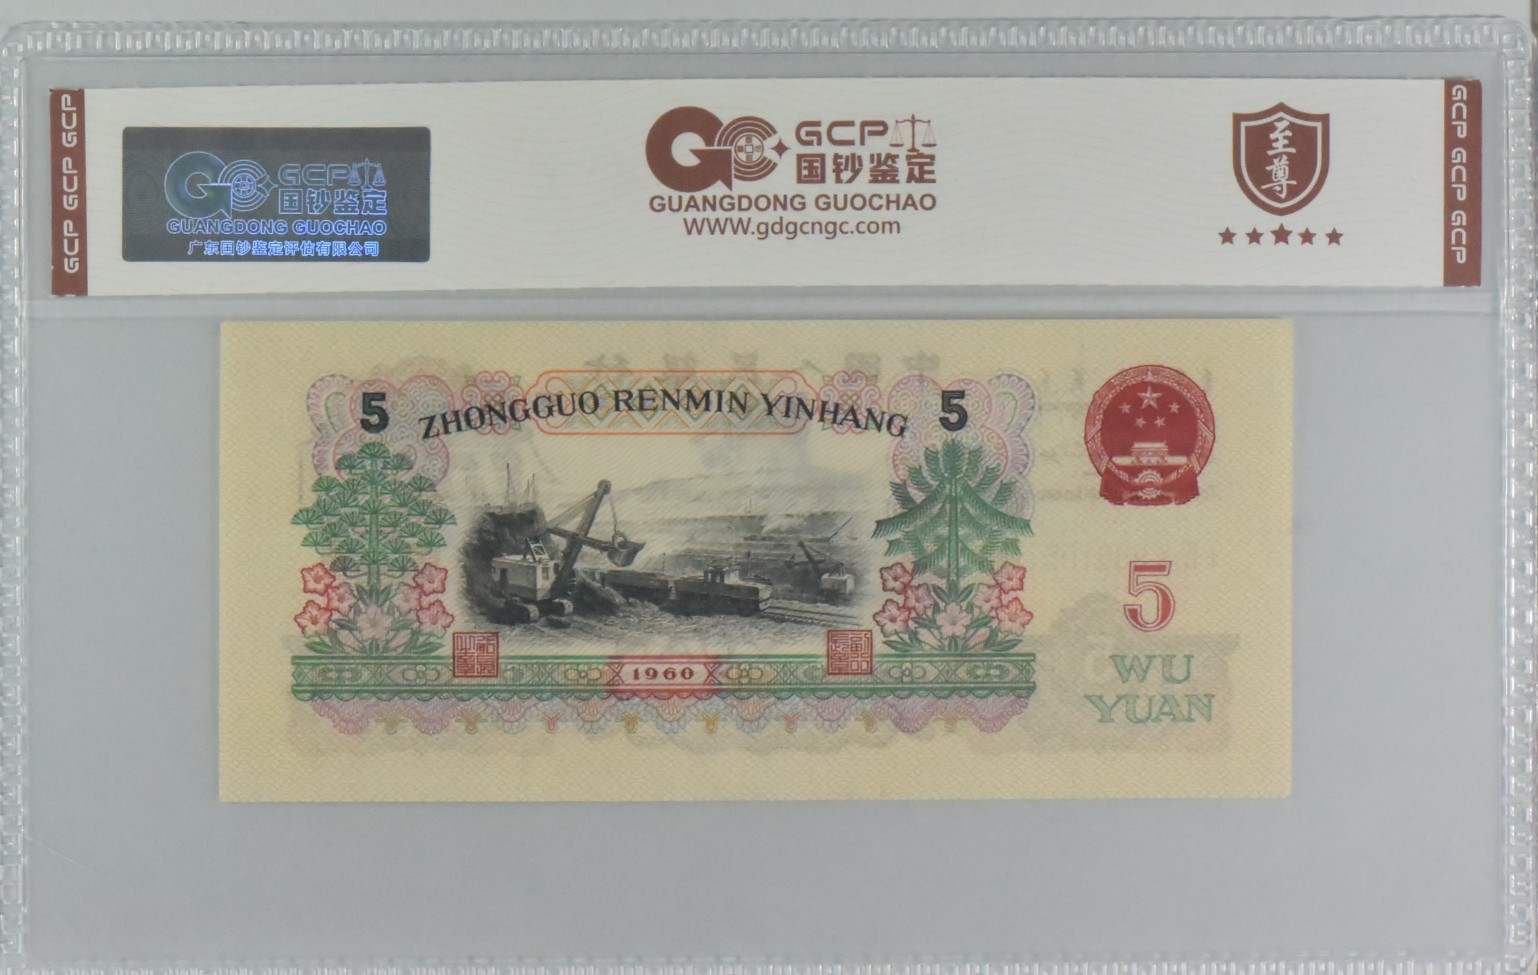 GCP GCP GCP
GCP
国钞鉴定
GUANGDONG GUOCHAO
广东国钞鉴定评估有限公司
GCP
国钞鉴定
GUANGDONG GUOCHAO
WWW.gdgcngc.com
至尊
GCP GCP GCP
5 ZHONGGUO RENMIN YINHANG 5
5
WU
YUAN
1960